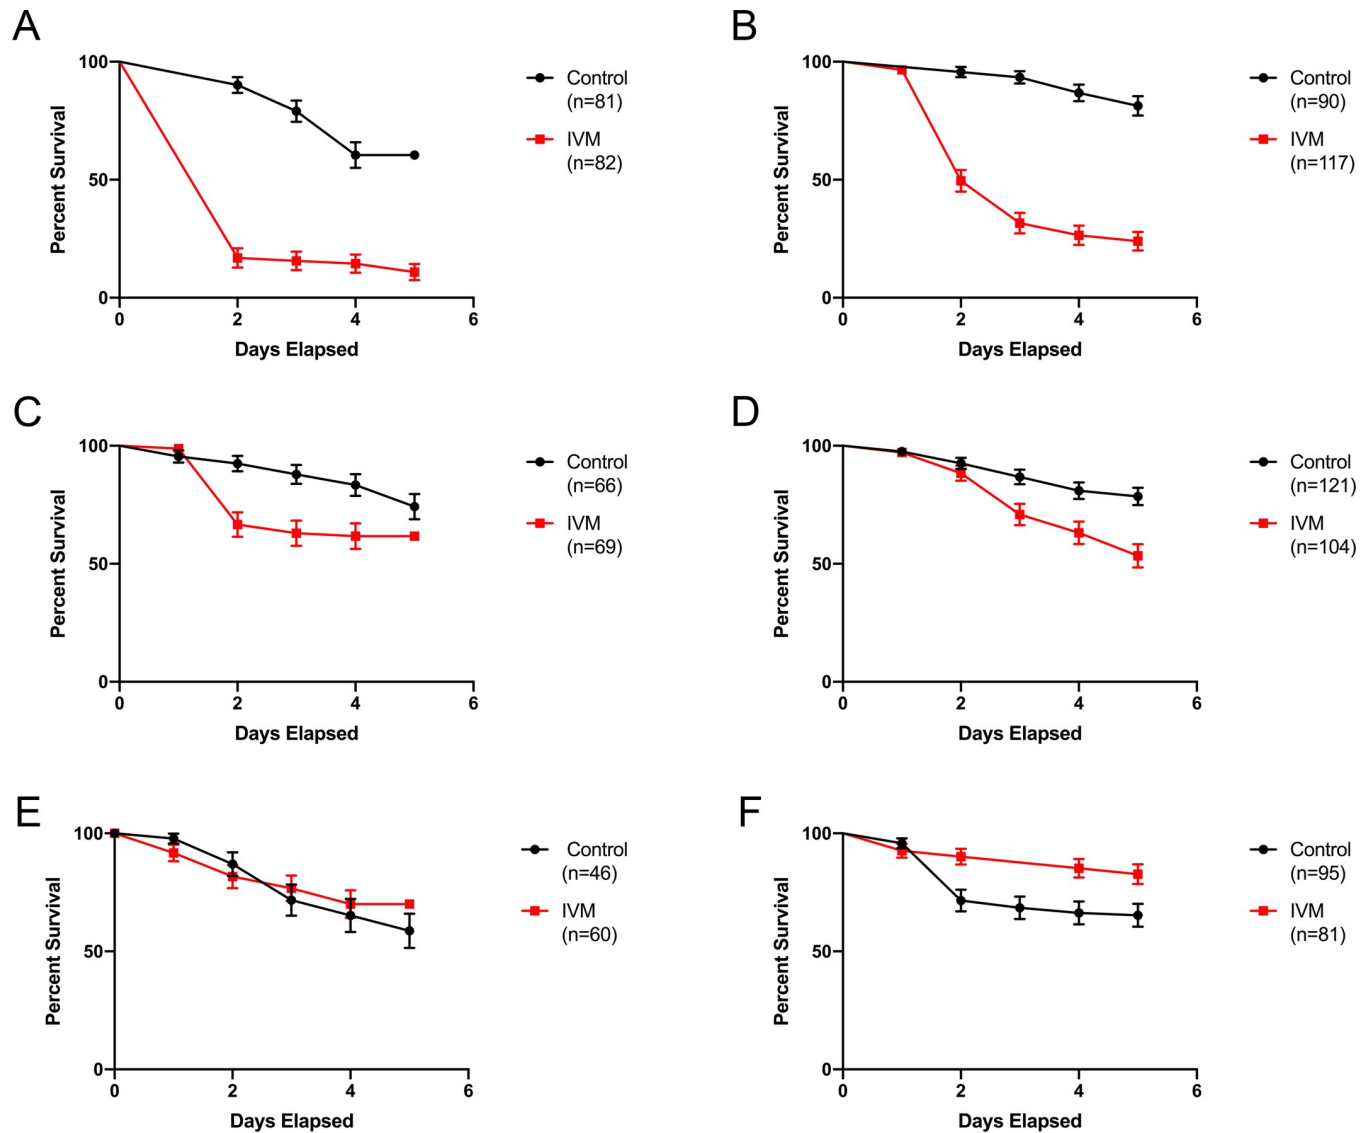 A
Percent Survival
100
50
0
0 2 4 6
Days Elapsed
Control
(n=81)
IVM
(n=82)
B
Percent Survival
100
50
0
0 2 4 6
Days Elapsed
Control
(n=90)
IVM
(n=117)
C
Percent Survival
100
50
0
0 2 4 6
Days Elapsed
Control
(n=66)
IVM
(n=69)
D
Percent Survival
100
50
0
0 2 4 6
Days Elapsed
Control
(n=121)
IVM
(n=104)
E
Percent Survival
100
50
0
0 2 4 6
Days Elapsed
Control
(n=46)
IVM
(n=60)
F
Percent Survival
100
50
0
0 2 4 6
Days Elapsed
Control
(n=95)
IVM
(n=81)